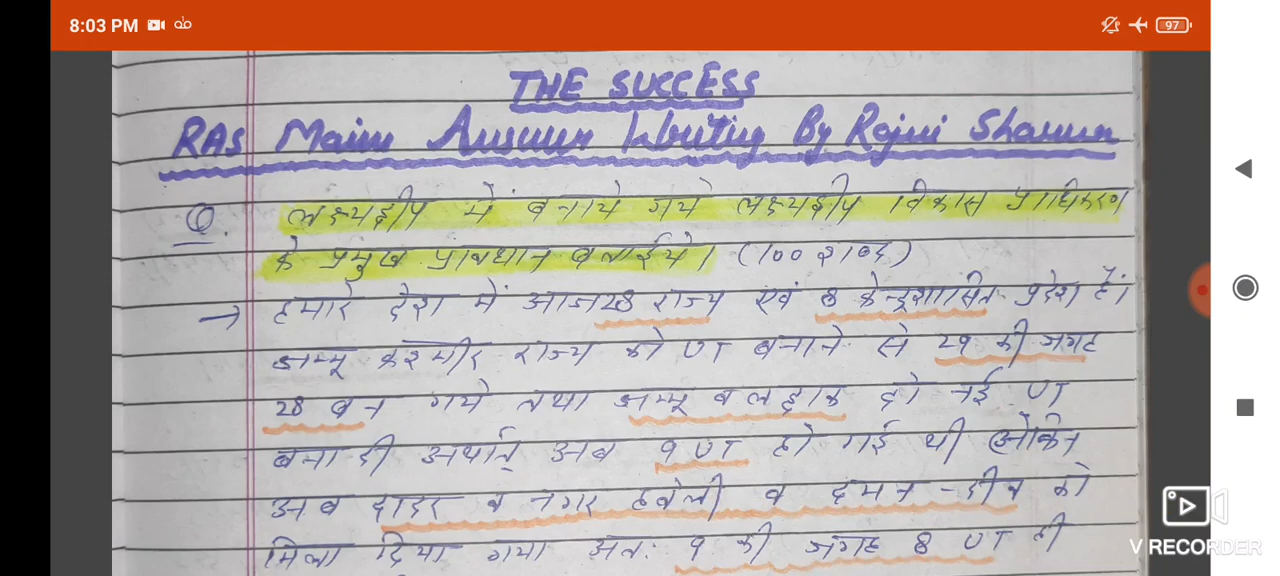 8:03 PM
97
THE SUCCESS
RAS Mains Answer Writing By Rajni Sharma
Q. लक्ष्यद्वीप में बनाये गये लक्ष्यद्वीप विकास प्राधिकरण
के प्रमुख प्रावधान बताईये। (100 शब्द)
→ हमारे देश में आज 28 राज्य एवं 8 केन्द्रशासित प्रदेश हैं।
जम्मू कश्मीर राज्य को UT बनाने से 29 की जगह
28 बन गये तथा जम्मू व लद्दाख दो नई UT
बना दी अर्थात् अब 9 UT हो गई थी लेकिन
अब दादर व नगर हवेली व दमन-दीव को
मिला दिया गया अतः 9 की जगह 8 UT ही
V RECORDER